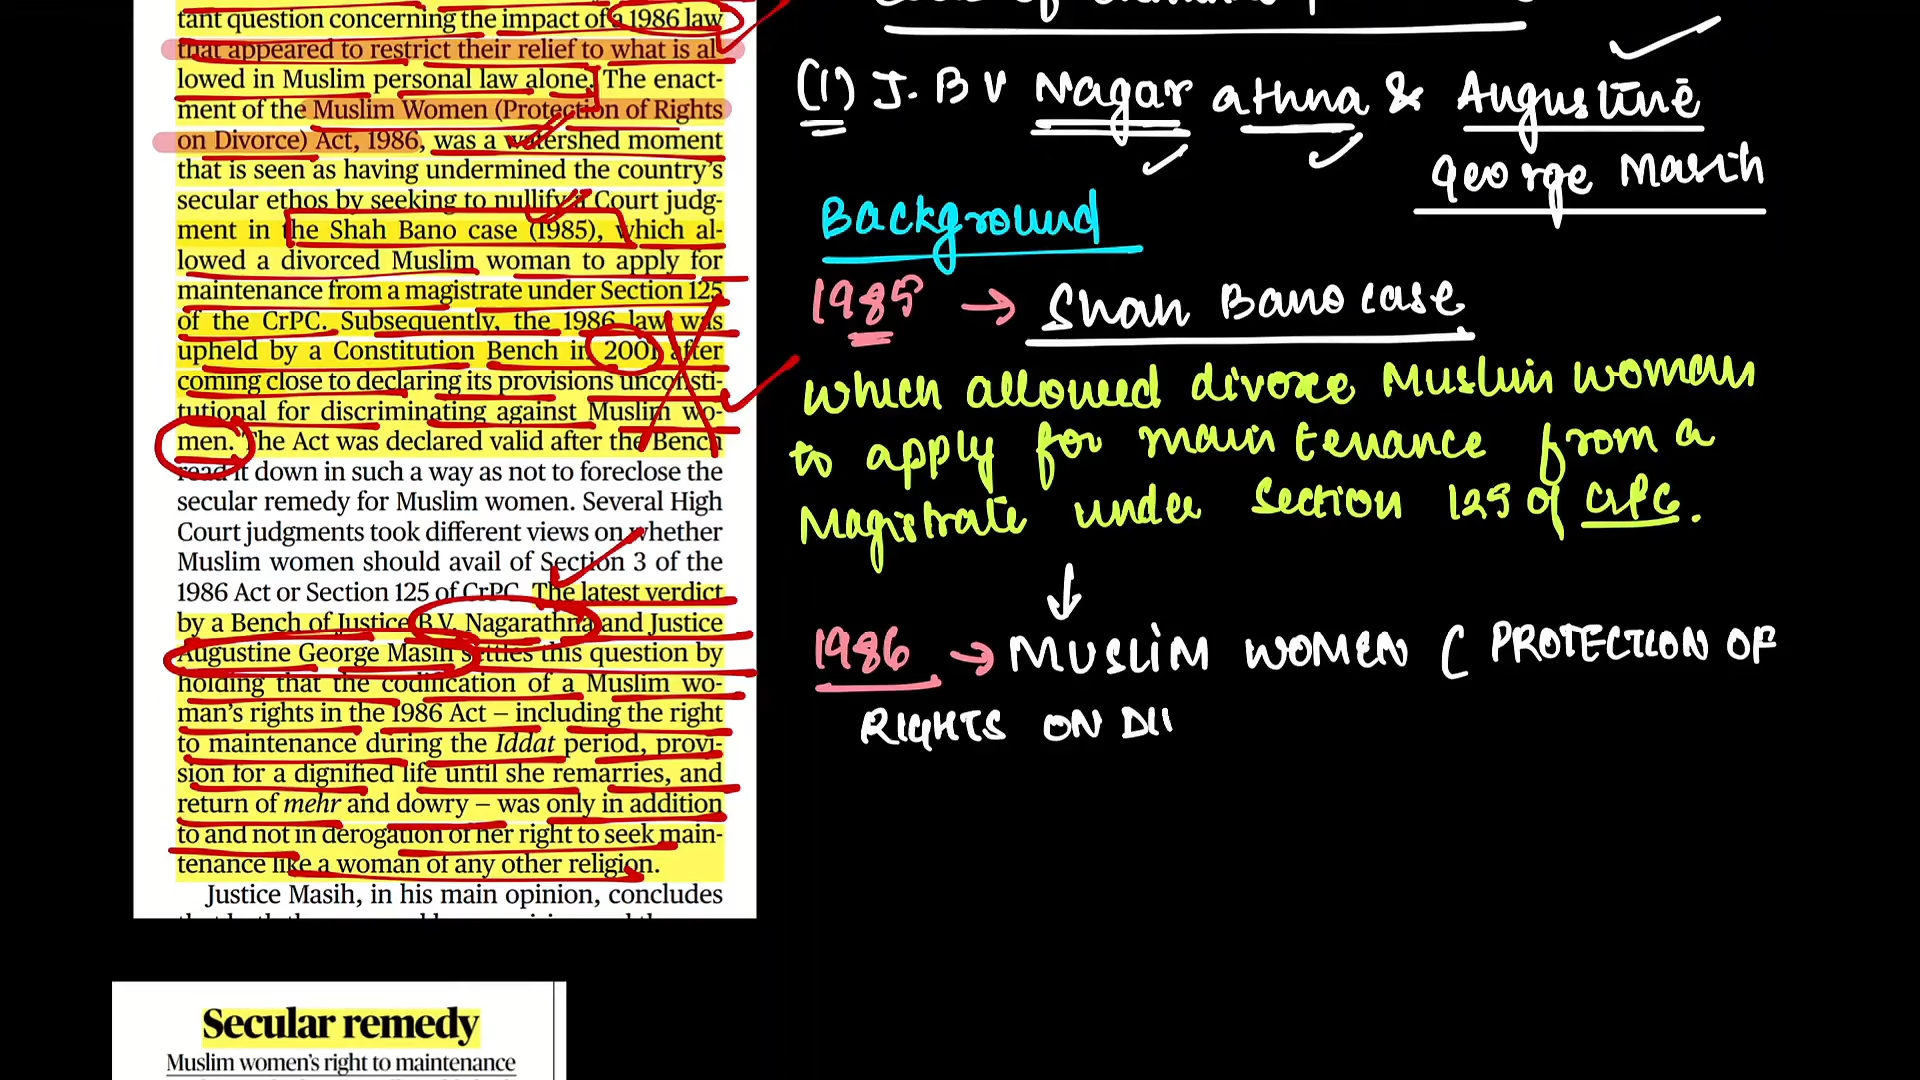 tant question concerning the impact of a 1986 law
that appeared to restrict their relief to what is al-
lowed in Muslim personal law alone. The enact-
ment of the Muslim Women (Protection of Rights
on Divorce) Act, 1986, was a watershed moment
that is seen as having undermined the country's
secular ethos by seeking to nullify a Court judg-
ment in the Shah Bano case (1985), which al-
lowed a divorced Muslim woman to apply for
maintenance from a magistrate under Section 125
of the CrPC. Subsequently, the 1986 law was
upheld by a Constitution Bench in 2001 after
coming close to declaring its provisions unconsti-
tutional for discriminating against Muslim wo-
men. The Act was declared valid after the Bench
read it down in such a way as not to foreclose the
secular remedy for Muslim women. Several High
Court judgments took different views on whether
Muslim women should avail of Section 3 of the
1986 Act or Section 125 of CrPC. The latest verdict
by a Bench of Justice B.V. Nagarathna and Justice
Augustine George Masih settles this question by
holding that the codification of a Muslim wo-
man's rights in the 1986 Act – including the right
to maintenance during the Iddat period, provi-
sion for a dignified life until she remarries, and
return of mehr and dowry – was only in addition
to and not in derogation of her right to seek main-
tenance like a woman of any other religion.
Justice Masih, in his main opinion, concludes
Secular remedy
Muslim women's right to maintenance
(1) J. B V Nagar athna & Augustine
George Masih
Background
1985 → Shah Bano case
which allowed divorce Muslim woman
to apply for maintenance from a
Magistrate under Section 125 of CrPC.
↓
1986 → MUSLIM WOMEN ( PROTECTION OF
RIGHTS ON DI